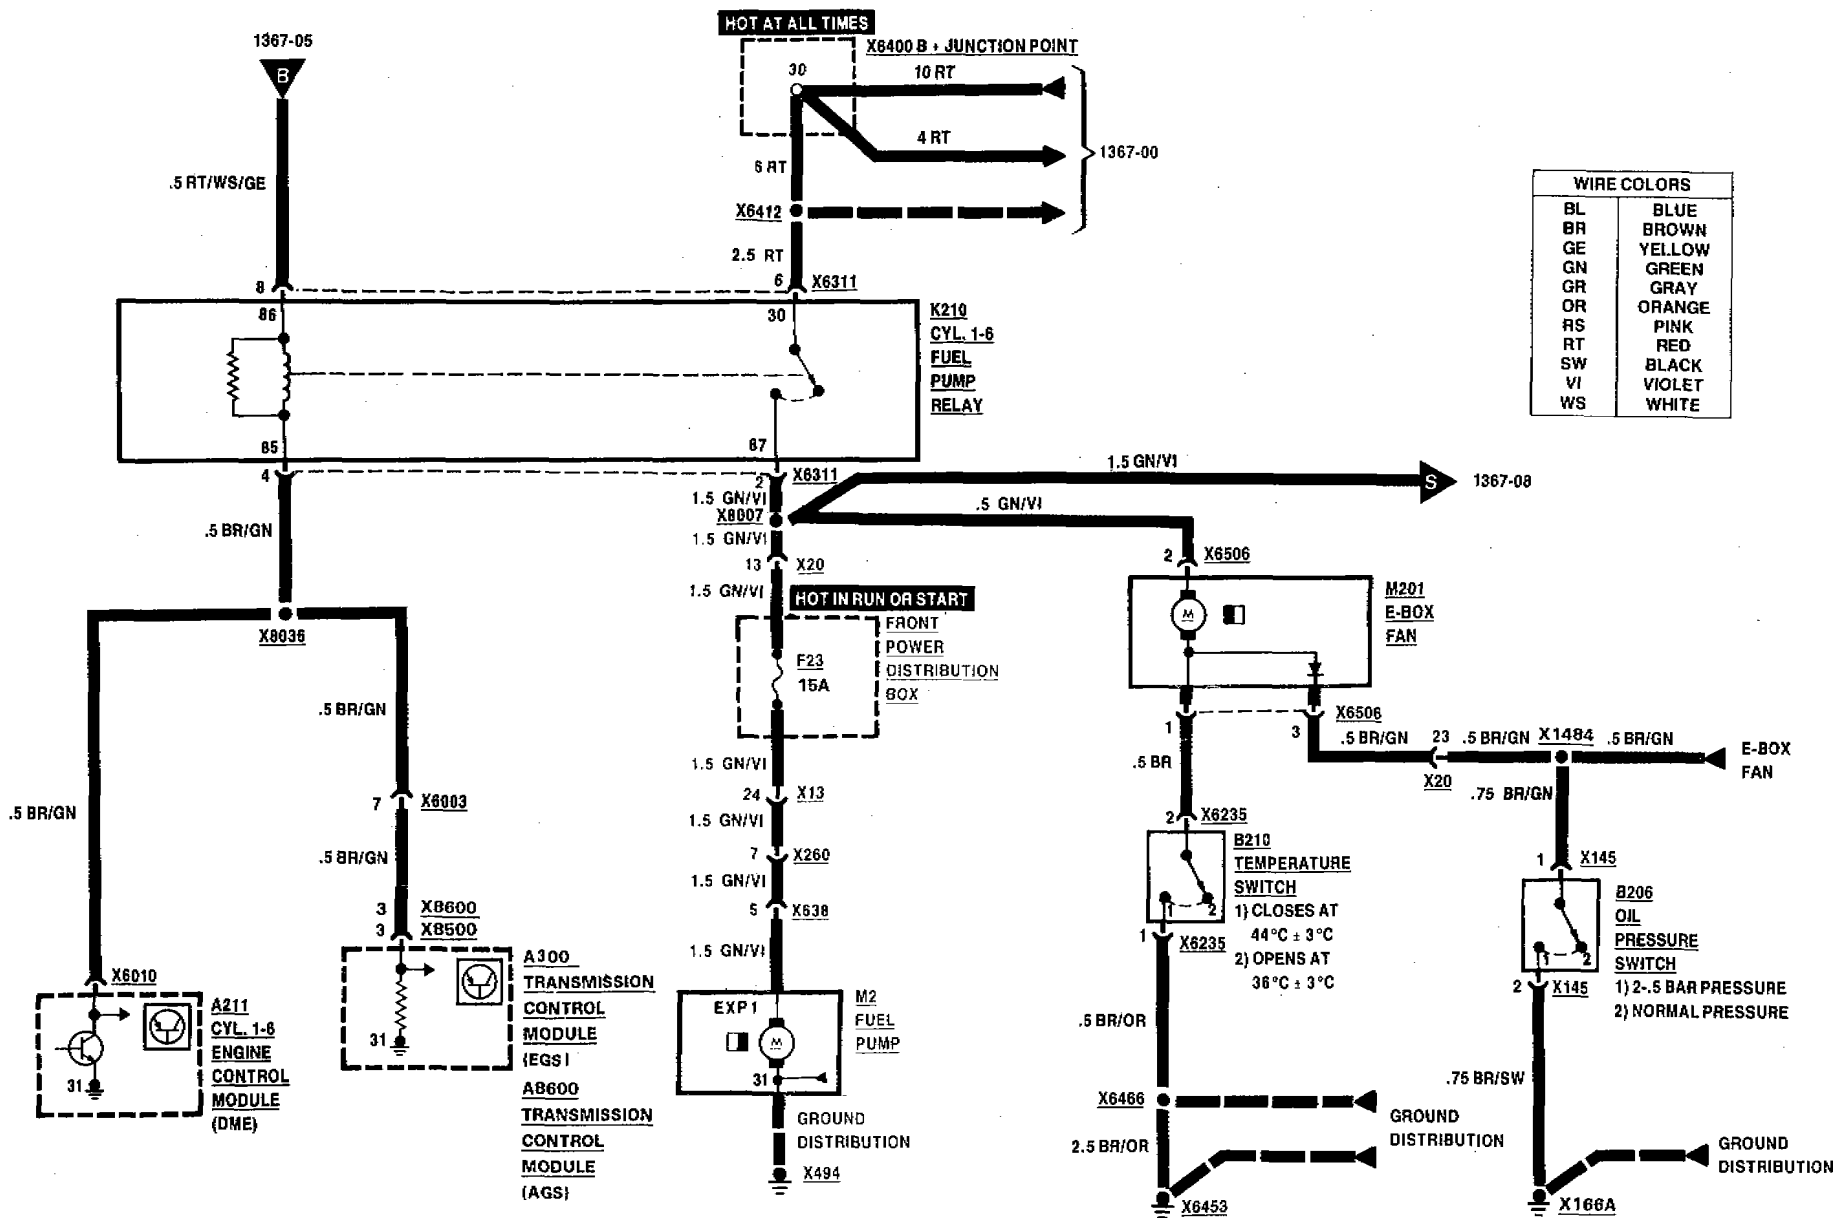 HOT AT ALL TIMES
1367-05
B
X6400 B + JUNCTION POINT
30
10 RT
4 RT
1367-00
6 RT
.5 RT/WS/GE
X6412
2.5 RT
8
6
X6311
WIRE COLORS
BL BLUE
BR BROWN
GE YELLOW
GN GREEN
GR GRAY
OR ORANGE
RS PINK
RT RED
SW BLACK
VI VIOLET
WS WHITE
86
30
K210
CYL. 1-6
FUEL
PUMP
RELAY
85
87
4
2
X6311
1.5 GN/VI
S
1367-08
1.5 GN/VI
X8007
.5 GN/VI
.5 BR/GN
1.5 GN/VI
13
X20
2
X6506
1.5 GN/VI
HOT IN RUN OR START
FRONT
POWER
DISTRIBUTION
BOX
F23
15A
M
M201
E-BOX
FAN
X8036
.5 BR/GN
.5 BR/GN
1
3
X6506
.5 BR/GN
23
X20
.5 BR/GN
X1484
.5 BR/GN
E-BOX
FAN
.5 BR
.75 BR/GN
1.5 GN/VI
24
X13
7
X6003
1.5 GN/VI
2
X6235
B210
TEMPERATURE
SWITCH
1) CLOSES AT
44°C ± 3°C
2) OPENS AT
36°C ± 3°C
1
2
1
X6235
.5 BR/GN
7
X260
1.5 GN/VI
5
X638
1.5 GN/VI
1
X145
B206
OIL
PRESSURE
SWITCH
1) 2-.5 BAR PRESSURE
2) NORMAL PRESSURE
1
2
2
X145
3
X8600
3
X8500
A300
TRANSMISSION
CONTROL
MODULE
(EGS)
A8600
TRANSMISSION
CONTROL
MODULE
(AGS)
31
X6010
A211
CYL. 1-6
ENGINE
CONTROL
MODULE
(DME)
31
EXP1
M
31
M2
FUEL
PUMP
GROUND
DISTRIBUTION
X494
.5 BR/OR
X6466
2.5 BR/OR
GROUND
DISTRIBUTION
X6453
.75 BR/SW
GROUND
DISTRIBUTION
X166A